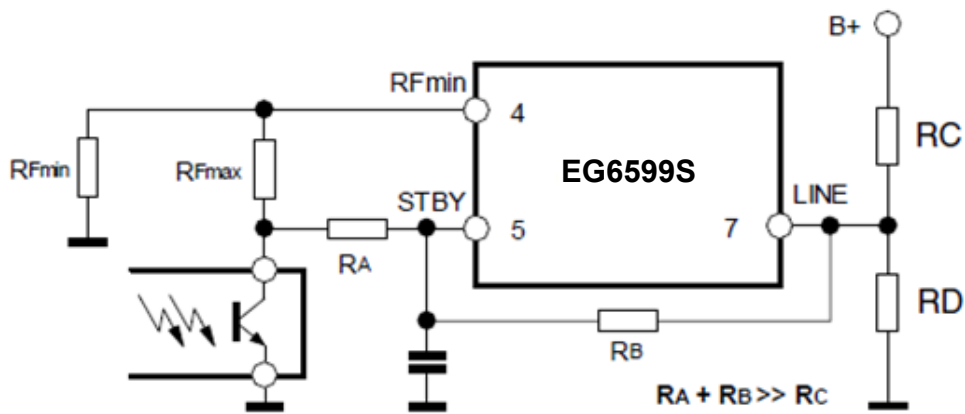 B+
RFmin
4
RC
RFmin
RFmax
EG6599S
STBY
LINE
5
7
RA
RD
RB
RA + RB >> RC